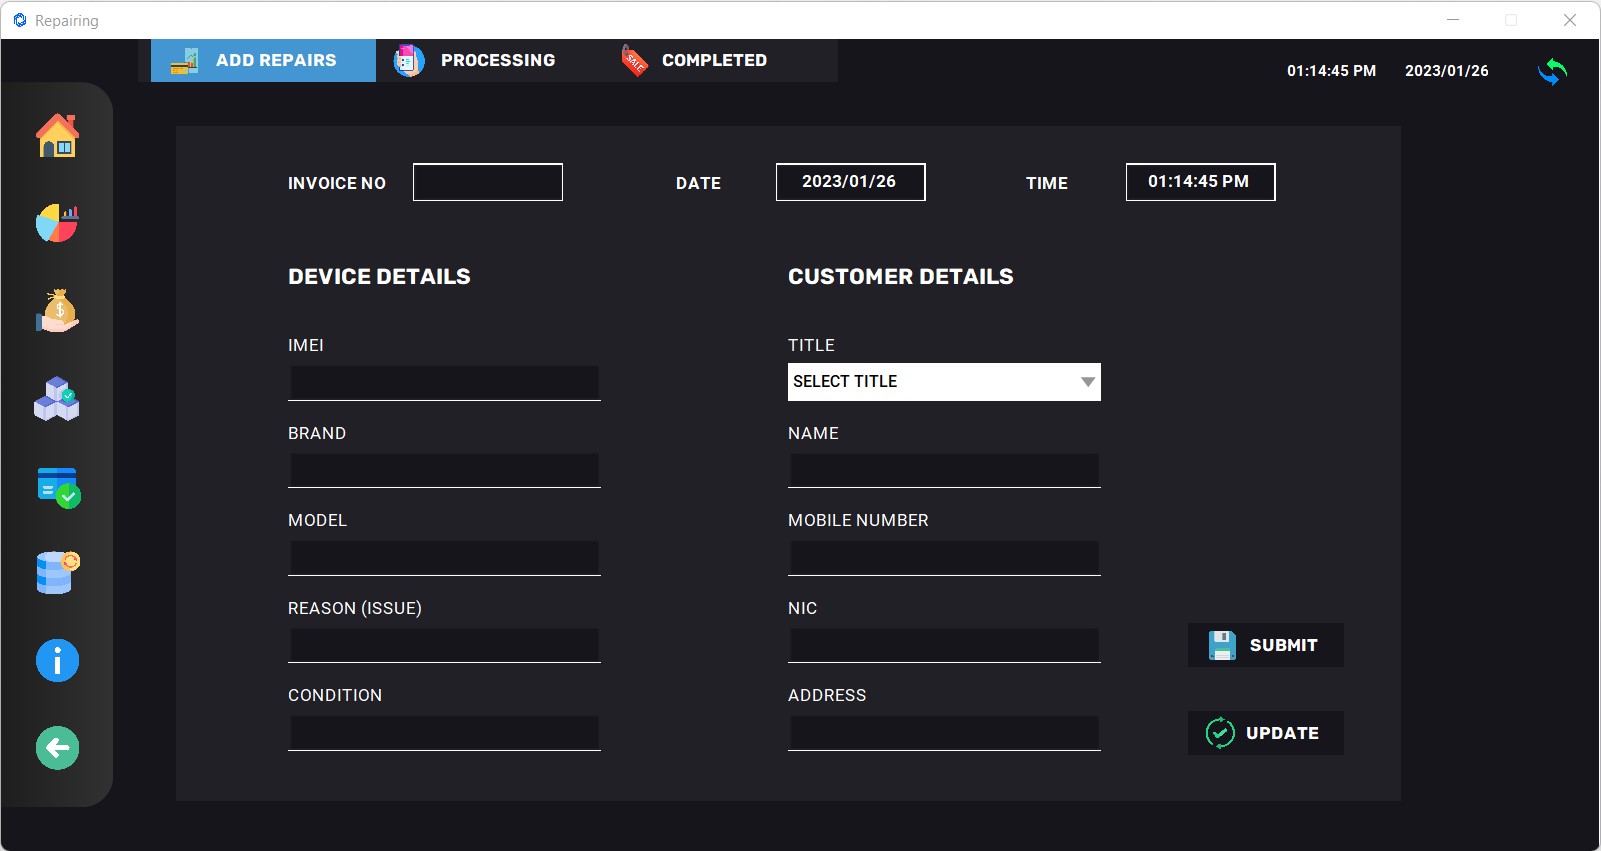 Repairing
ADD REPAIRS
PROCESSING
SALE
COMPLETED
01:14:45 PM
2023/01/26
INVOICE NO
DATE
2023/01/26
TIME
01:14:45 PM
DEVICE DETAILS
CUSTOMER DETAILS
IMEI
TITLE
SELECT TITLE
BRAND
NAME
MODEL
MOBILE NUMBER
REASON (ISSUE)
NIC
SUBMIT
CONDITION
ADDRESS
UPDATE